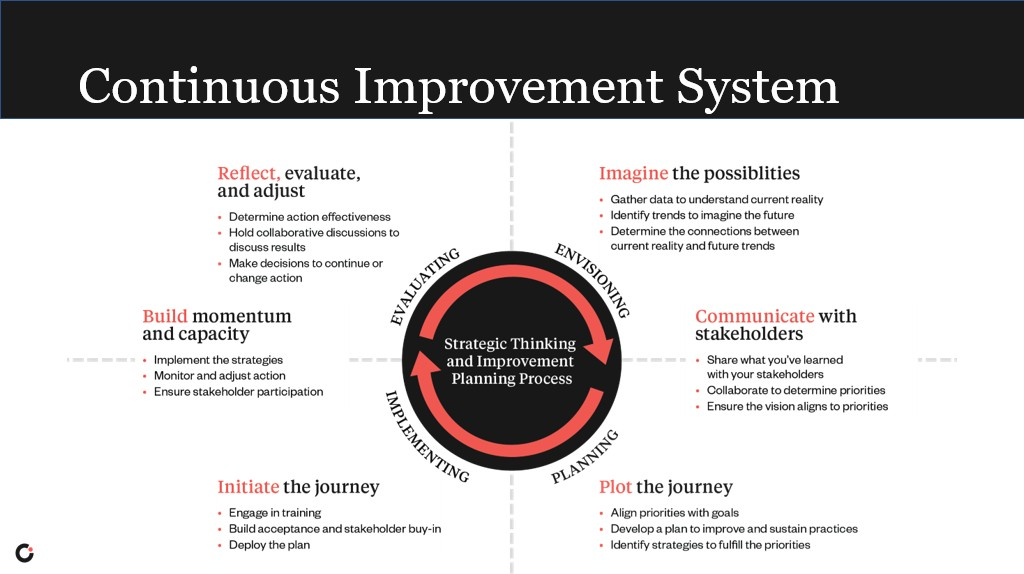 Continuous Improvement System
Reflect, evaluate,
and adjust
• Determine action effectiveness
• Hold collaborative discussions to
discuss results
• Make decisions to continue or
change action
Imagine the possiblities
• Gather data to understand current reality
• Identify trends to imagine the future
• Determine the connections between
current reality and future trends
EVALUATING
ENVISIONING
Build momentum
and capacity
• Implement the strategies
• Monitor and adjust action
• Ensure stakeholder participation
Strategic Thinking
and Improvement
Planning Process
Communicate with
stakeholders
• Share what you've learned
with your stakeholders
• Collaborate to determine priorities
• Ensure the vision aligns to priorities
IMPLEMENTING
PLANNING
Initiate the journey
• Engage in training
• Build acceptance and stakeholder buy-in
• Deploy the plan
Plot the journey
• Align priorities with goals
• Develop a plan to improve and sustain practices
• Identify strategies to fulfill the priorities